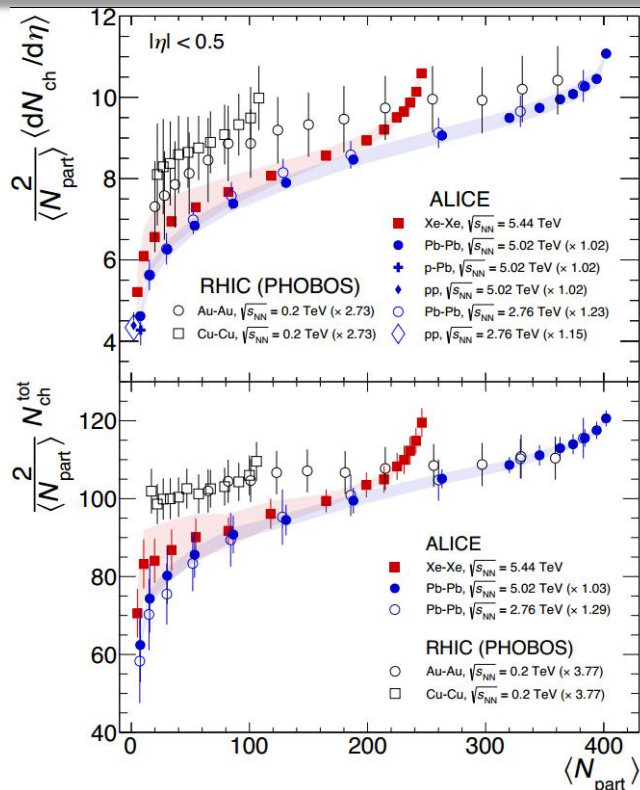 2/⟨N_part⟩ ⟨dN_ch/dη⟩
12
10
8
6
4
|η| < 0.5
ALICE
Xe-Xe, √s_NN = 5.44 TeV
Pb-Pb, √s_NN = 5.02 TeV (× 1.02)
p-Pb, √s_NN = 5.02 TeV (× 1.02)
pp, √s_NN = 5.02 TeV (× 1.02)
Pb-Pb, √s_NN = 2.76 TeV (× 1.23)
pp, √s_NN = 2.76 TeV (× 1.15)
RHIC (PHOBOS)
Au-Au, √s_NN = 0.2 TeV (× 2.73)
Cu-Cu, √s_NN = 0.2 TeV (× 2.73)
2/⟨N_part⟩ N_ch^tot
120
100
80
60
40
ALICE
Xe-Xe, √s_NN = 5.44 TeV
Pb-Pb, √s_NN = 5.02 TeV (× 1.03)
Pb-Pb, √s_NN = 2.76 TeV (× 1.29)
RHIC (PHOBOS)
Au-Au, √s_NN = 0.2 TeV (× 3.77)
Cu-Cu, √s_NN = 0.2 TeV (× 3.77)
0 100 200 300 400
⟨N_part⟩